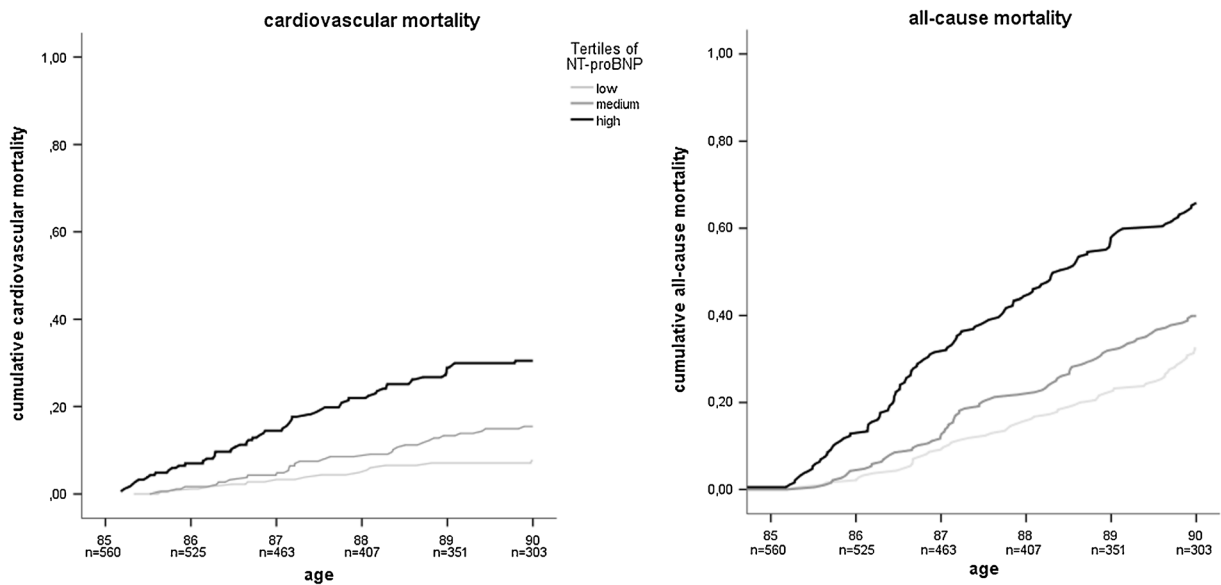 cardiovascular mortality
cumulative cardiovascular mortality
1,00
,80
,60
,40
,20
,00
85 86 87 88 89 90
n=560 n=525 n=463 n=407 n=351 n=303
age
Tertiles of
NT-proBNP
low
medium
high
all-cause mortality
cumulative all-cause mortality
1,00
0,80
0,60
0,40
0,20
0,00
85 86 87 88 89 90
n=560 n=525 n=463 n=407 n=351 n=303
age